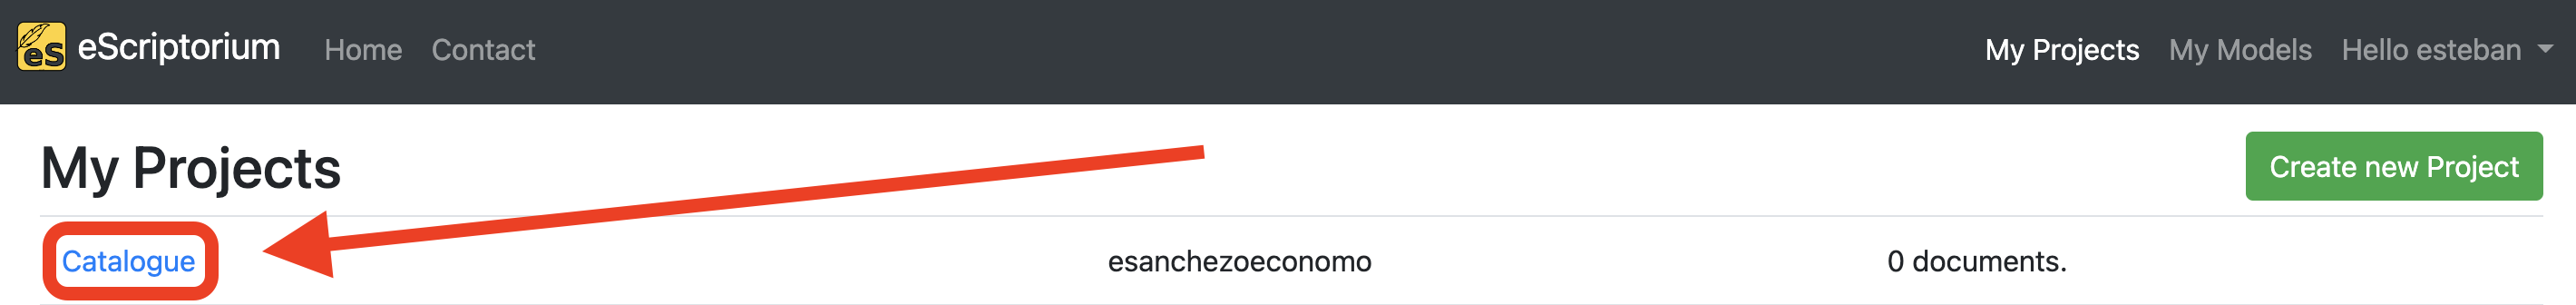 eS eScriptorium Home Contact My Projects My Models Hello esteban
My Projects Create new Project
Catalogue esanchezoeconomo 0 documents.